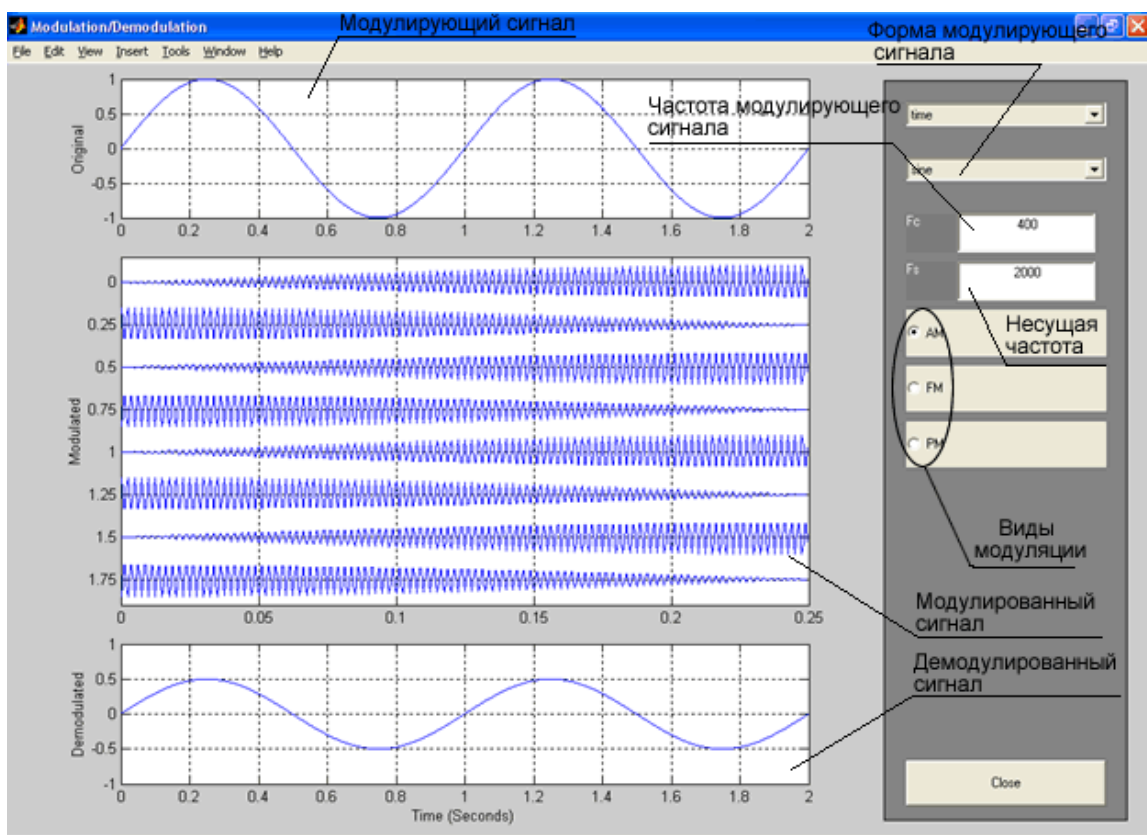 Modulation/Demodulation
Модулирующий сигнал
Форма модулирующего
сигнала
File Edit View Insert Tools Window Help
Original
1
0.5
0
-0.5
-1
0 0.2 0.4 0.6 0.8 1 1.2 1.4 1.6 1.8 2
Частота модулирующего
сигнала
time
sine
Fc 400
Fs 2000
Несущая
частота
AM
FM
PM
Виды
модуляции
Modulated
0
0.25
0.5
0.75
1
1.25
1.5
1.75
0 0.05 0.1 0.15 0.2 0.25
Модулированный
сигнал
Демодулированный
сигнал
Demodulated
1
0.5
0
-0.5
-1
0 0.2 0.4 0.6 0.8 1 1.2 1.4 1.6 1.8 2
Time (Seconds)
Close